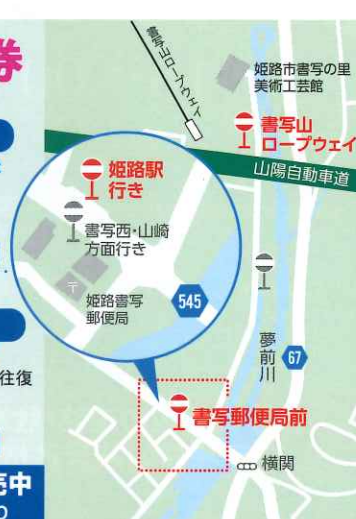 券
書写山ロープウェイ
姫路市書写の里
美術工芸館
書写山
ロープウェイ
山陽自動車道
姫路駅
行き
書写西・山崎
方面行き
〒
姫路書写
郵便局
545
夢前川
67
往復
書写郵便局前
横関
売中